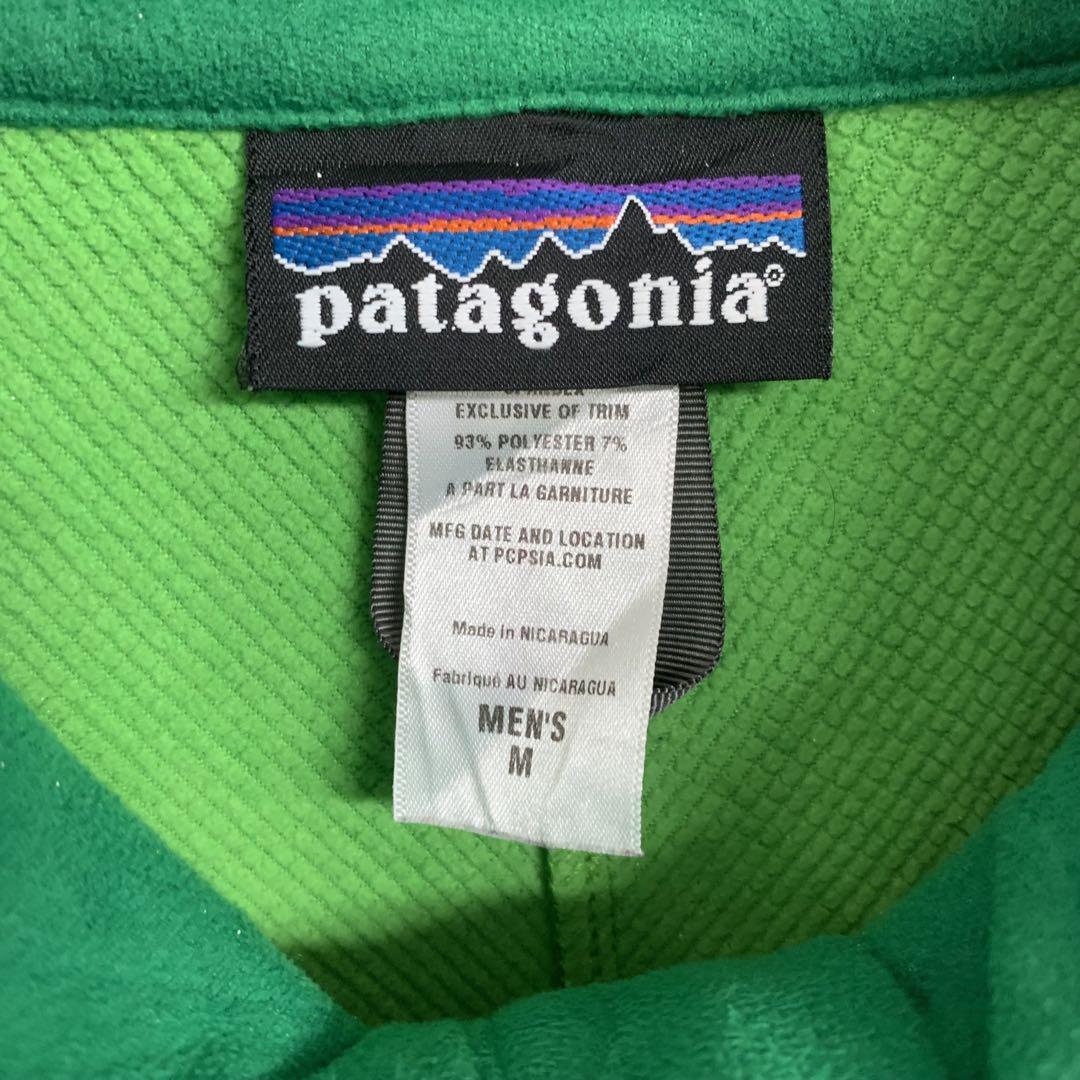 patagonia®
EXCLUSIVE OF TRIM
93% POLYESTER 7%
ELASTHANNE
A PART LA GARNITURE
MFG DATE AND LOCATION
AT PCPSIA.COM
Made in NICARAGUA
Fabriqué AU NICARAGUA
MEN'S
M